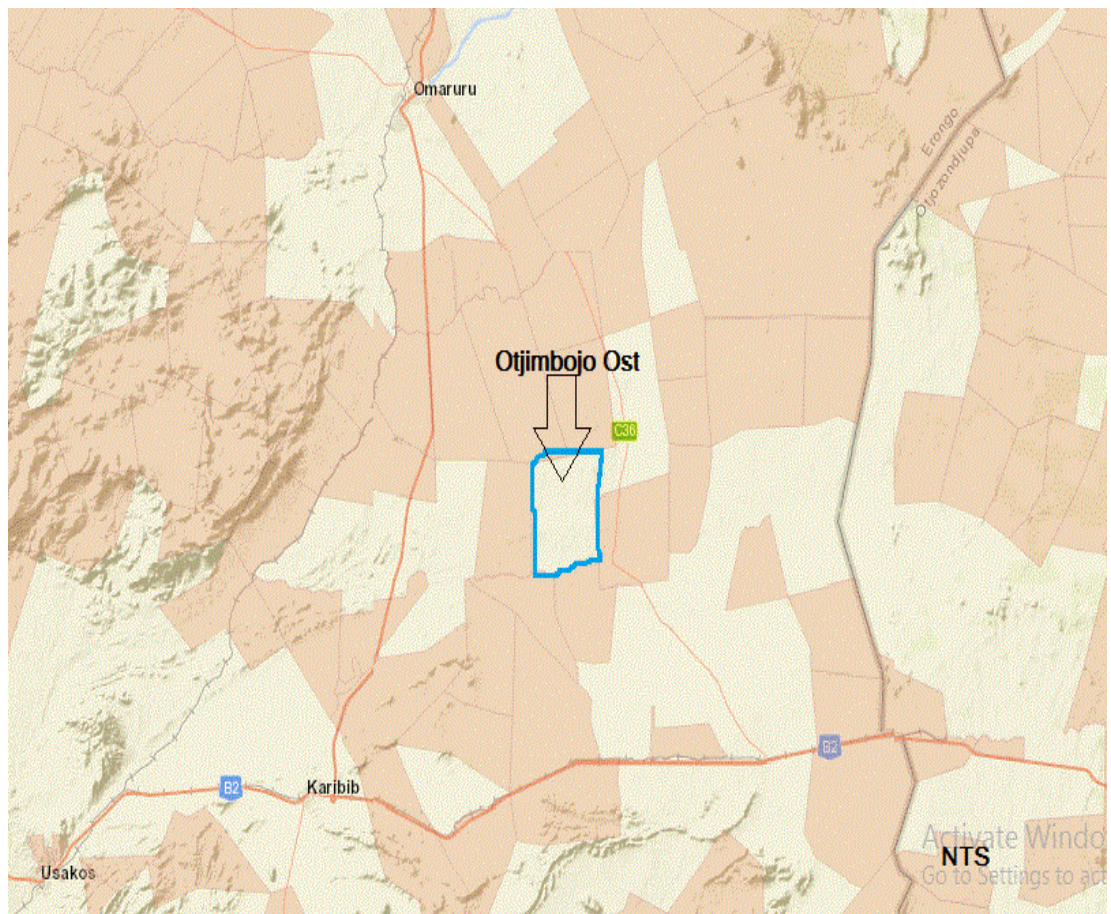 Omaruru
Erongo
Otjozondjupa
Otjimbojo Ost
C36
B2
B2
Karibib
Usakos
Activate Windo
NTS
Go to Settings to act